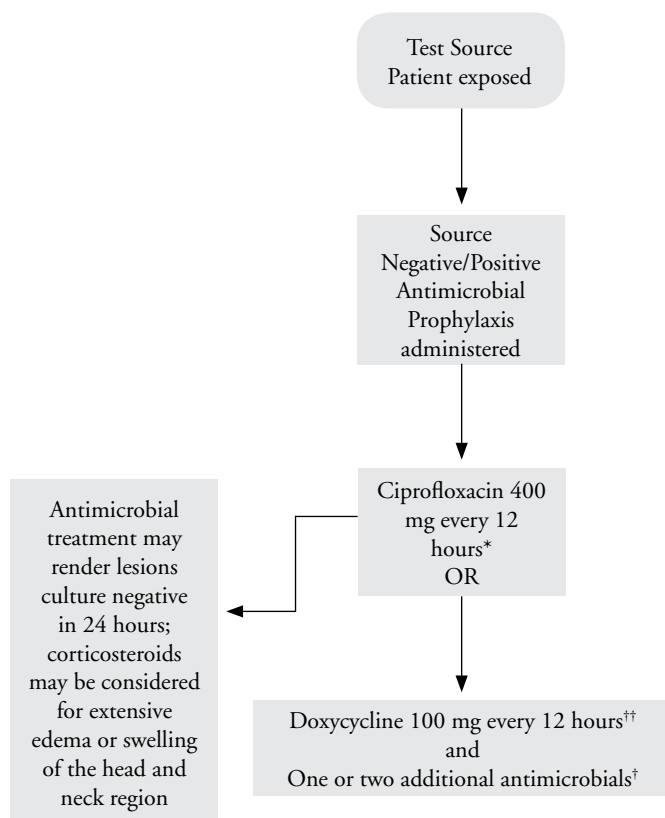 Test Source
Patient exposed
Source
Negative/Positive
Antimicrobial
Prophylaxis
administered
Ciprofloxacin 400
mg every 12
hours*
OR
Antimicrobial
treatment may
render lesions
culture negative
in 24 hours;
corticosteroids
may be considered
for extensive
edema or swelling
of the head and
neck region
Doxycycline 100 mg every 12 hours††
and
One or two additional antimicrobials†